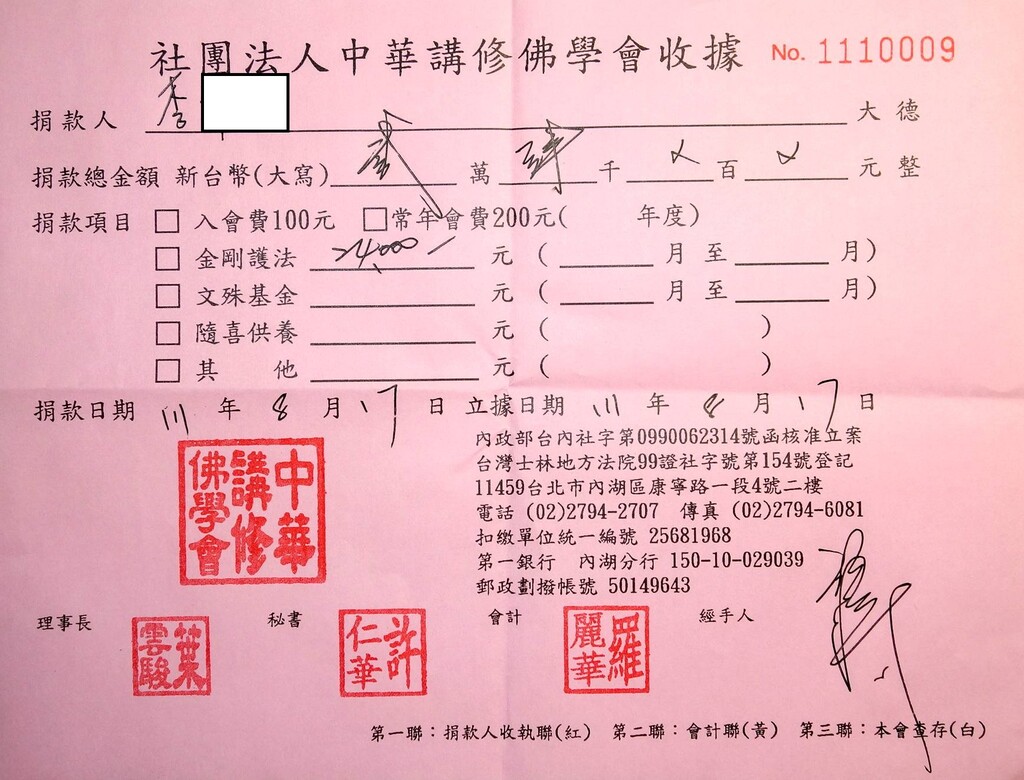 社團法人中華講修佛學會收據 No. 1110009
捐款人 李 大德
捐款總金額 新台幣(大寫) 貳 萬 肆 千 ㄨ 百 ㄨ 元 整
捐款項目 □ 入會費100元 □常年會費200元( 年度)
□ 金剛護法 24,000 元 ( 月 至 月)
□ 文殊基金 元 ( 月 至 月)
□ 隨喜供養 元 ( )
□ 其 他 元 ( )
捐款日期 111 年 8 月 17 日 立據日期 111 年 8 月 17 日
中華講修佛學會
內政部台內社字第0990062314號函核准立案
台灣士林地方法院99證社字號第154號登記
11459台北市內湖區康寧路一段4號二樓
電話 (02)2794-2707 傳真 (02)2794-6081
扣繳單位統一編號 25681968
第一銀行 內湖分行 150-10-029039
郵政劃撥帳號 50149643
理事長 葉雲駿 秘書 許仁華 會計 羅麗華 經手人
第一聯：捐款人收執聯(紅) 第二聯：會計聯(黃) 第三聯：本會查存(白)